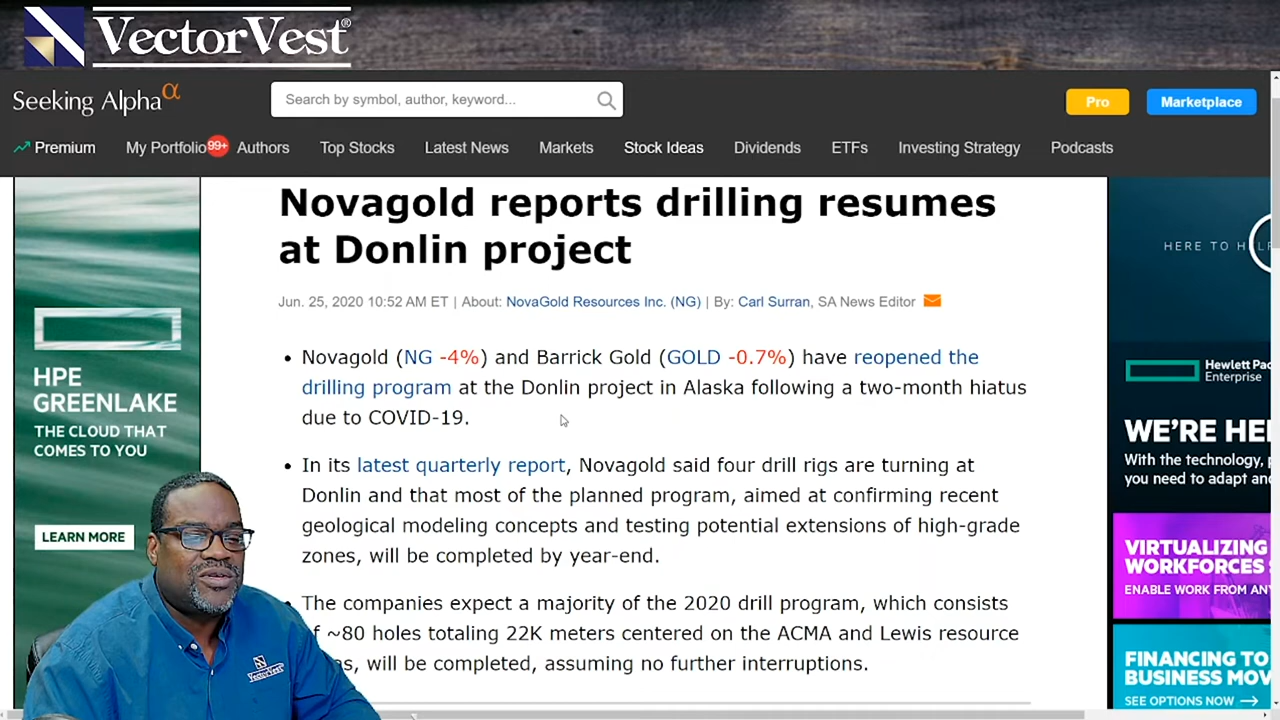 VectorVest®
Seeking Alpha α
Search by symbol, author, keyword...
Pro
Marketplace
Premium
My Portfolio 99+
Authors
Top Stocks
Latest News
Markets
Stock Ideas
Dividends
ETFs
Investing Strategy
Podcasts
Novagold reports drilling resumes
at Donlin project
Jun. 25, 2020 10:52 AM ET | About: NovaGold Resources Inc. (NG) | By: Carl Surran, SA News Editor
• Novagold (NG -4%) and Barrick Gold (GOLD -0.7%) have reopened the
drilling program at the Donlin project in Alaska following a two-month hiatus
due to COVID-19.
• In its latest quarterly report, Novagold said four drill rigs are turning at
Donlin and that most of the planned program, aimed at confirming recent
geological modeling concepts and testing potential extensions of high-grade
zones, will be completed by year-end.
• The companies expect a majority of the 2020 drill program, which consists
~80 holes totaling 22K meters centered on the ACMA and Lewis resource
will be completed, assuming no further interruptions.
HPE
GREENLAKE
THE CLOUD THAT
COMES TO YOU
LEARN MORE
VectorVest
HERE TO HEL
Hewlett Pac
Enterprise
WE'RE HE
With the technology,
you need to adapt and
VIRTUALIZING
WORKFORCES
ENABLE WORK FROM AN
FINANCING TO
BUSINESS MOV
SEE OPTIONS NOW →